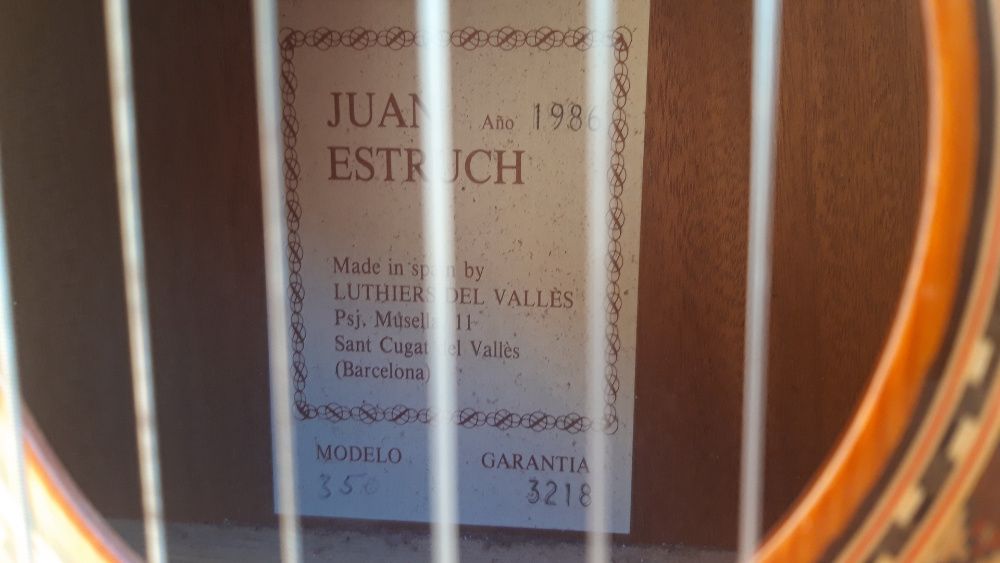 JUAN Año 1986
ESTRUCH
Made in spain by
LUTHIERS DEL VALLÈS
Psj. Musella 11
Sant Cugat del Vallès
(Barcelona)
MODELO GARANTIA
350 3218